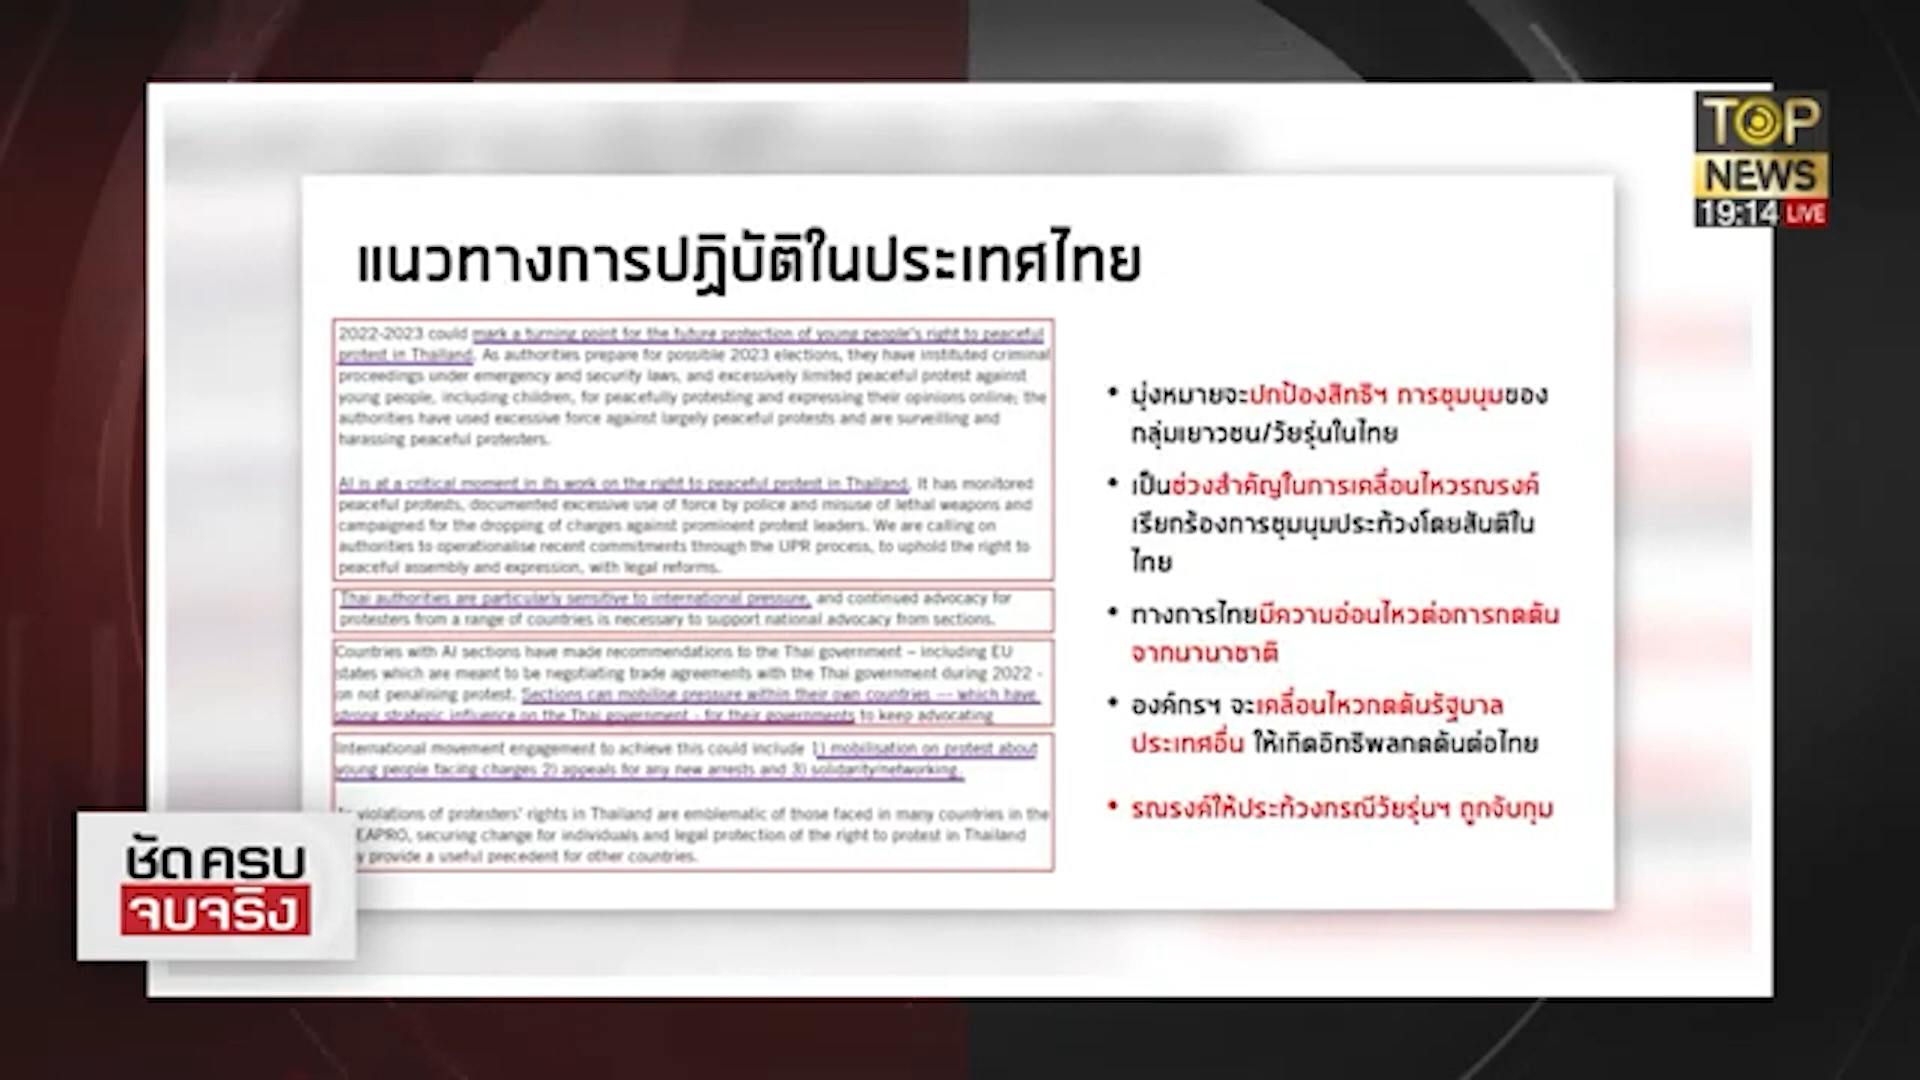 TOP
NEWS
19:14 LIVE
แนวทางการปฏิบัติในประเทศไทย
2022-2023 could mark a turning point for the future protection of young people's right to peaceful
protest in Thailand. As authorities prepare for possible 2023 elections, they have instituted criminal
proceedings under emergency and security laws, and excessively limited peaceful protest against
young people, including children, for peacefully protesting and expressing their opinions online; the
authorities have used excessive force against largely peaceful protests and are surveilling and
harassing peaceful protesters.
AI is at a critical moment in its work on the right to peaceful protest in Thailand. It has monitored
peaceful protests, documented excessive use of force by police and misuse of lethal weapons and
campaigned for the dropping of charges against prominent protest leaders. We are calling on
authorities to operationalise recent commitments through the UPR process, to uphold the right to
peaceful assembly and expression, with legal reforms.
Thai authorities are particularly sensitive to international pressure, and continued advocacy for
protesters from a range of countries is necessary to support national advocacy from sections.
Countries with AI sections have made recommendations to the Thai government – including EU
states which are meant to be negotiating trade agreements with the Thai government during 2022 -
on not penalising protest. Sections can mobilise pressure within their own countries --- which have
strong strategic influence on the Thai government - for their governments to keep advocating
International movement engagement to achieve this could include 1) mobilisation on protest about
young people facing charges 2) appeals for any new arrests and 3) solidarity/networking.
violations of protesters' rights in Thailand are emblematic of those faced in many countries in the
EAPRO, securing change for individuals and legal protection of the right to protest in Thailand
y provide a useful precedent for other countries.
• มุ่งหมายจะปกป้องสิทธิฯ การชุมนุมของ
กลุ่มเยาวชน/วัยรุ่นในไทย
• เป็นช่วงสำคัญในการเคลื่อนไหวรณรงค์
เรียกร้องการชุมนุมประท้วงโดยสันติใน
ไทย
• ทางการไทยมีความอ่อนไหวต่อการกดดัน
จากนานาชาติ
• องค์กรฯ จะเคลื่อนไหวกดดันรัฐบาล
ประเทศอื่น ให้เกิดอิทธิพลกดดันต่อไทย
• รณรงค์ให้ประท้วงกรณีวัยรุ่นฯ ถูกจับกุม
ชัด ครบ
จบจริง